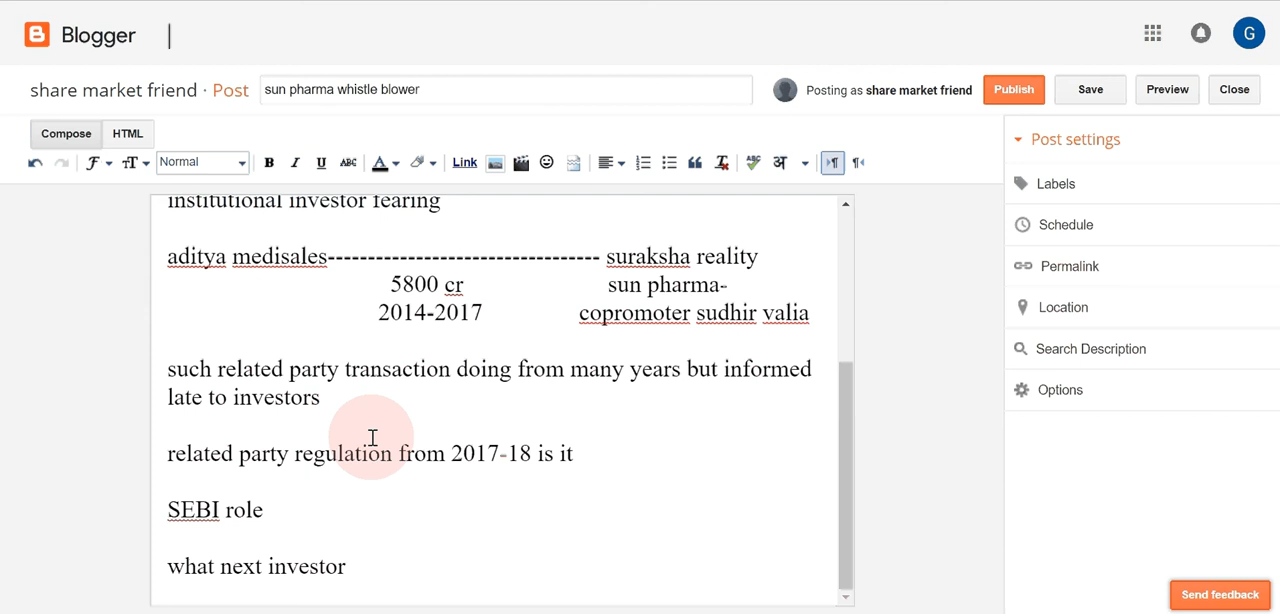 Blogger
G
share market friend · Post
sun pharma whistle blower
Posting as share market friend
Publish
Save
Preview
Close
Compose
HTML
Normal
B I U ABC
Link
Post settings
Labels
Schedule
Permalink
Location
Search Description
Options
institutional investor fearing
aditya medisales---------------------------------- suraksha reality
5800 cr sun pharma-
2014-2017 copromoter sudhir valia
such related party transaction doing from many years but informed
late to investors
related party regulation from 2017-18 is it
SEBI role
what next investor
Send feedback